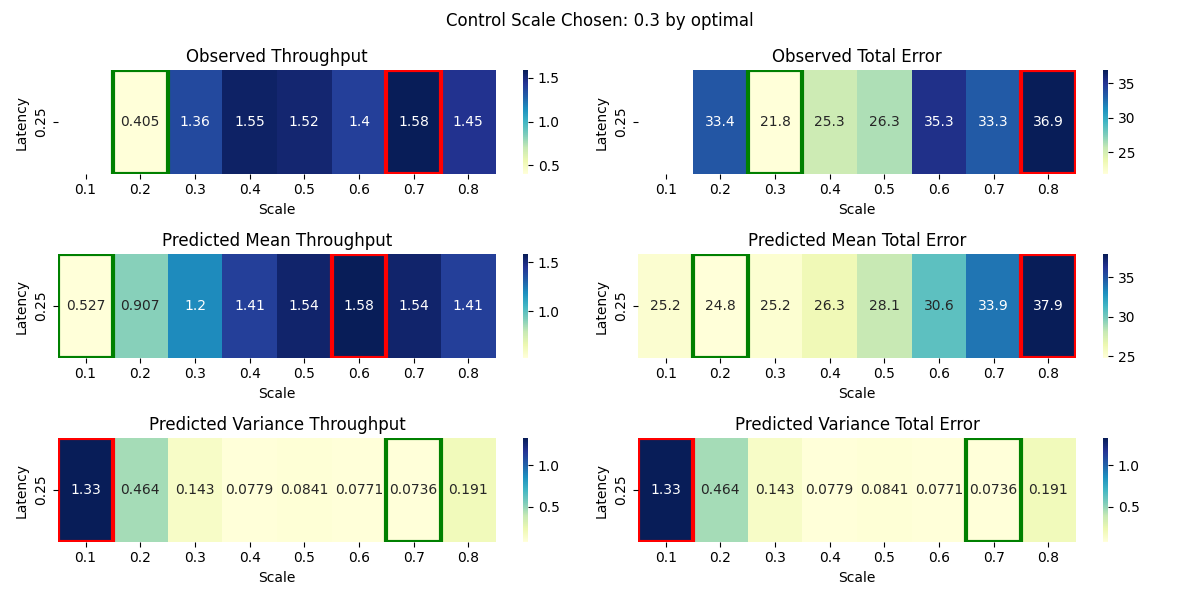 Control Scale Chosen: 0.3 by optimal
Observed Throughput
Latency
0.25
0.405 1.36 1.55 1.52 1.4 1.58 1.45
0.1 0.2 0.3 0.4 0.5 0.6 0.7 0.8
Scale
1.5
1.0
0.5
Observed Total Error
Latency
0.25
33.4 21.8 25.3 26.3 35.3 33.3 36.9
0.1 0.2 0.3 0.4 0.5 0.6 0.7 0.8
Scale
35
30
25
Predicted Mean Throughput
Latency
0.25
0.527 0.907 1.2 1.41 1.54 1.58 1.54 1.41
0.1 0.2 0.3 0.4 0.5 0.6 0.7 0.8
Scale
1.5
1.0
Predicted Mean Total Error
Latency
0.25
25.2 24.8 25.2 26.3 28.1 30.6 33.9 37.9
0.1 0.2 0.3 0.4 0.5 0.6 0.7 0.8
Scale
35
30
25
Predicted Variance Throughput
Latency
0.25
1.33 0.464 0.143 0.0779 0.0841 0.0771 0.0736 0.191
0.1 0.2 0.3 0.4 0.5 0.6 0.7 0.8
Scale
1.0
0.5
Predicted Variance Total Error
Latency
0.25
1.33 0.464 0.143 0.0779 0.0841 0.0771 0.0736 0.191
0.1 0.2 0.3 0.4 0.5 0.6 0.7 0.8
Scale
1.0
0.5